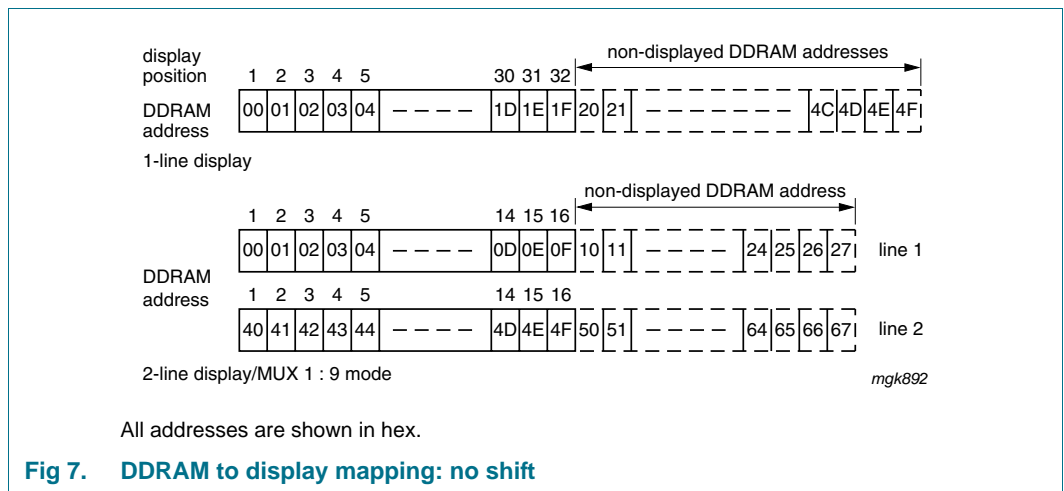 display position 1 2 3 4 5 30 31 32 non-displayed DDRAM addresses
DDRAM address 00 01 02 03 04 1D 1E 1F 20 21 4C 4D 4E 4F
1-line display
non-displayed DDRAM address
1 2 3 4 5 14 15 16
00 01 02 03 04 0D 0E 0F 10 11 24 25 26 27 line 1
DDRAM address
1 2 3 4 5 14 15 16
40 41 42 43 44 4D 4E 4F 50 51 64 65 66 67 line 2
2-line display/MUX 1 : 9 mode
mgk892
All addresses are shown in hex.
Fig 7. DDRAM to display mapping: no shift